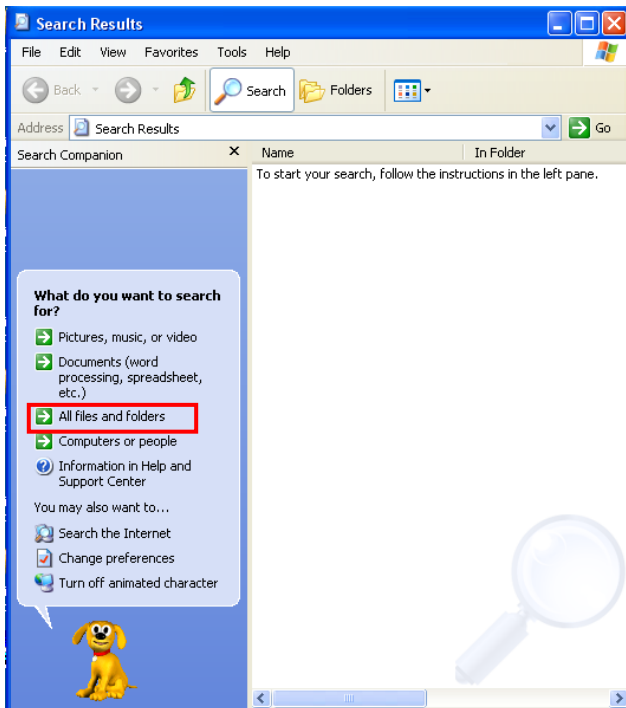 Search Results
File Edit View Favorites Tools Help
Back Search Folders
Address Search Results Go
Search Companion
Name In Folder
To start your search, follow the instructions in the left pane.
What do you want to search
for?
Pictures, music, or video
Documents (word
processing, spreadsheet,
etc.)
All files and folders
Computers or people
Information in Help and
Support Center
You may also want to...
Search the Internet
Change preferences
Turn off animated character